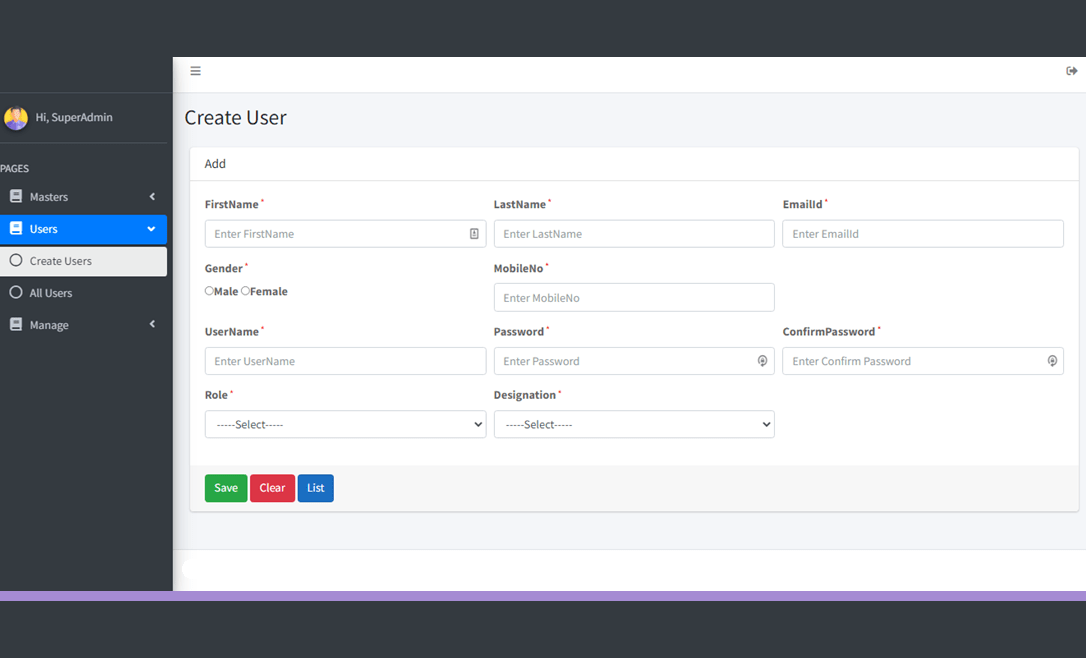 Hi, SuperAdmin
PAGES
Masters
Users
Create Users
All Users
Manage
Create User
Add
FirstName * LastName * EmailId *
Enter FirstName Enter LastName Enter EmailId
Gender * MobileNo *
Male Female Enter MobileNo
UserName * Password * ConfirmPassword *
Enter UserName Enter Password Enter Confirm Password
Role * Designation *
-----Select----- -----Select-----
Save Clear List